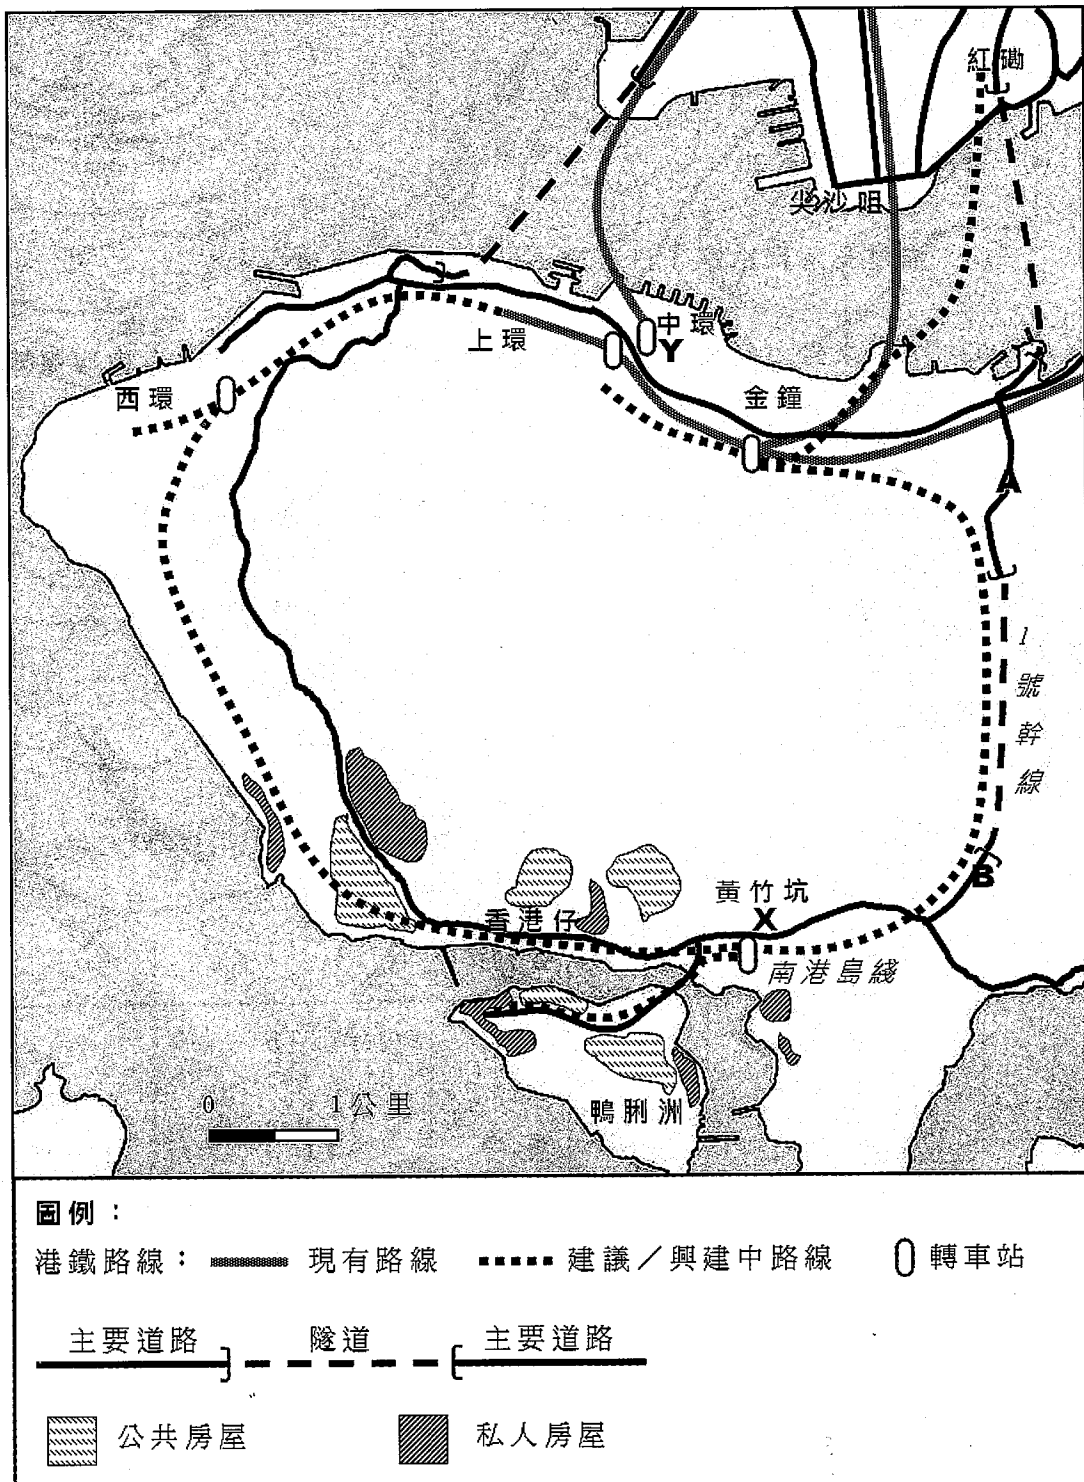 紅磡
尖沙咀
中環
Y
上環
金鐘
西環
A
1號幹線
B
黃竹坑
X
香港仔
南港島綫
0 1公里
鴨脷洲
圖例：
港鐵路線： 現有路線 建議／興建中路線 轉車站
主要道路 隧道 主要道路
公共房屋 私人房屋